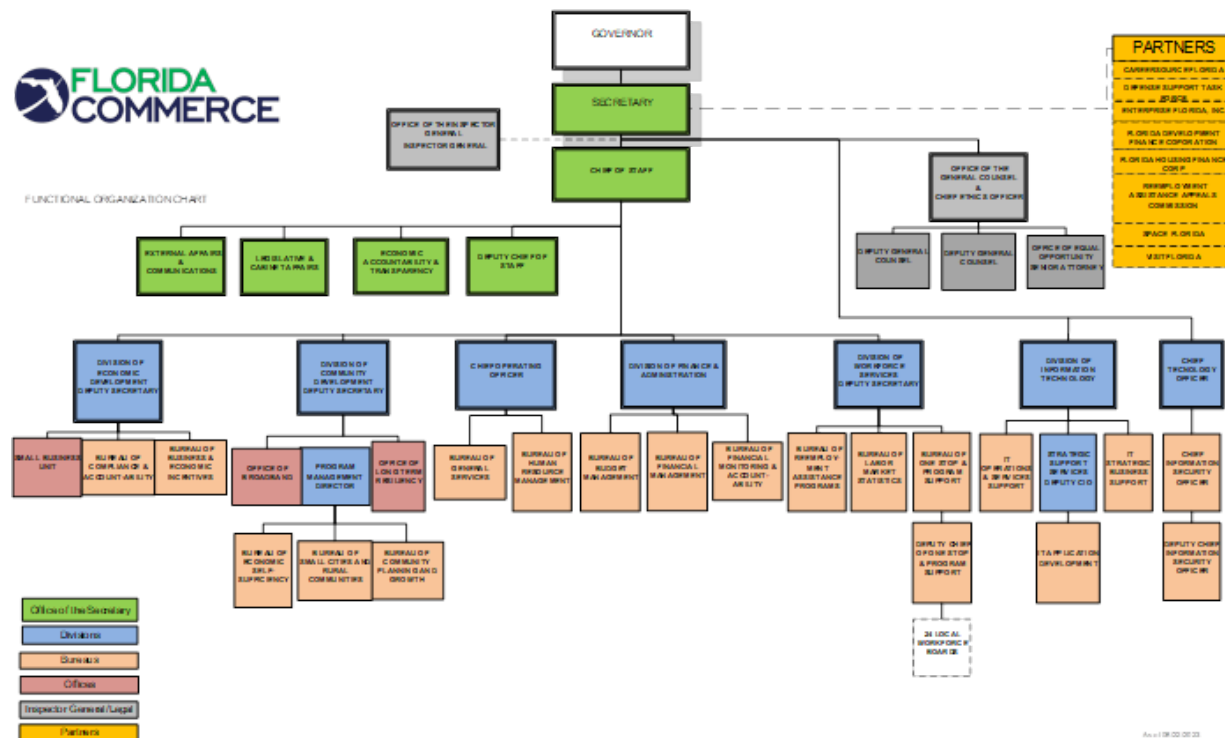 GOVERNOR
FLORIDA
COMMERCE
SECRETARY
PARTNERS
CAREERSOURCE FLORIDA
DEFENSE SUPPORT TASK
FORCE
ENTERPRISE FLORIDA, INC.
FLORIDA DEVELOPMENT
FINANCE COPORATION
FLORIDA HOUSING FINANCE
CORP
REEMPLOYMENT
ASSISTANCE APPEALS
COMMISSION
SPACE FLORIDA
VISIT FLORIDA
OFFICE OF THE INSPECTOR
GENERAL
INSPECTOR GENERAL
CHIEF OF STAFF
OFFICE OF THE
GENERAL COUNSEL
&
CHIEF ETHICS OFFICER
FUNCTIONAL ORGANIZATION CHART
EXTERNAL AFFAIRS
&
COMMUNICATIONS
LEGISLATIVE &
CABINET AFFAIRS
ECONOMIC
ACCOUNTABILITY &
TRANSPARENCY
DEPUTY CHIEF OF
STAFF
DEPUTY GENERAL
COUNSEL
DEPUTY GENERAL
COUNSEL
OFFICE OF EQUAL
OPPORTUNITY
SENIOR ATTORNEY
DIVISION OF
ECONOMIC
DEVELOPMENT
DEPUTY SECRETARY
DIVISION OF
COMMUNITY
DEVELOPMENT
DEPUTY SECRETARY
CHIEF OPERATING
OFFICER
DIVISION OF FINANCE &
ADMINISTRATION
DIVISION OF
WORKFORCE
SERVICES
DEPUTY SECRETARY
DIVISION OF
INFORMATION
TECHNOLOGY
CHIEF
TECNOLOGY
OFFICER
SMALL BUSINESS
UNIT
BUREAU OF
COMPLIANCE &
ACCOUNTABILITY
BUREAU OF
BUSINESS &
ECONOMIC
INCENTIVES
OFFICE OF
BROADBAND
PROGRAM
MANAGEMENT
DIRECTOR
OFFICE OF
LONG TERM
RESILIENCY
BUREAU OF
GENERAL
SERVICES
BUREAU OF
HUMAN
RESOURCE
MANAGEMENT
BUREAU OF
BUDGET
MANAGEMENT
BUREAU OF
FINANCIAL
MANAGEMENT
BUREAU OF
FINANCIAL
MONITORING &
ACCOUNT-
ABILITY
BUREAU OF
REEMPLOY-
MENT
ASSISTANCE
PROGRAMS
BUREAU OF
LABOR
MARKET
STATISTICS
BUREAU OF
ONE STOP &
PROGRAM
SUPPORT
IT
OPERATIONS
& SERVICES
SUPPORT
STRATEGIC
SUPPORT
SERVICES
DEPUTY CIO
IT
STRATEGIC
BUSINESS
SUPPORT
CHIEF
INFORMATION
SECURITY
OFFICER
BUREAU OF
ECONOMIC
SELF-
SUFFICIENCY
BUREAU OF
SMALL CITIES AND
RURAL
COMMUNITIES
BUREAU OF
COMMUNITY
PLANNING AND
GROWTH
DEPUTY CHIEF
OF ONE STOP
& PROGRAM
SUPPORT
IT APPLICATION
DEVELOPMENT
DEPUTY CHIEF
INFORMATION
SECURITY
OFFICER
24 LOCAL
WORKFORCE
BOARDS
Office of the Secretary
Divisions
Bureaus
Offices
Inspector General/Legal
Partners